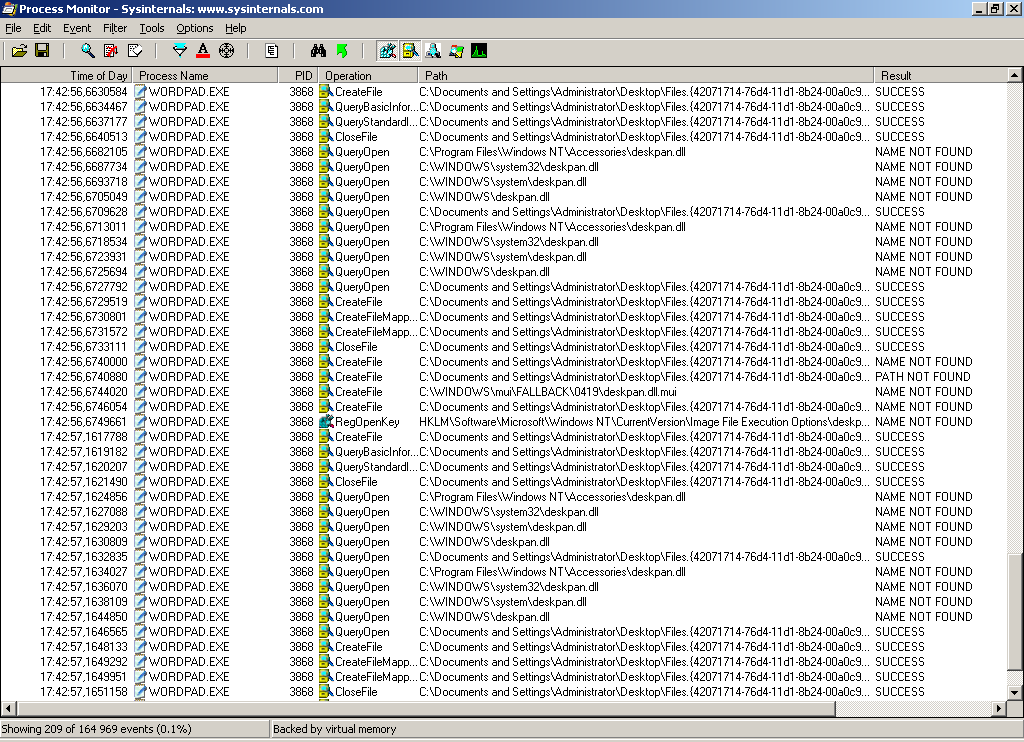 Process Monitor - Sysinternals: www.sysinternals.com
File Edit Event Filter Tools Options Help
Time of Day Process Name PID Operation Path Result
17:42:56,6630584 WORDPAD.EXE 3868 CreateFile C:\Documents and Settings\Administrator\Desktop\Files.{42071714-76d4-11d1-8b24-00a0c9... SUCCESS
17:42:56,6634467 WORDPAD.EXE 3868 QueryBasicInfor... C:\Documents and Settings\Administrator\Desktop\Files.{42071714-76d4-11d1-8b24-00a0c9... SUCCESS
17:42:56,6637177 WORDPAD.EXE 3868 QueryStandardI... C:\Documents and Settings\Administrator\Desktop\Files.{42071714-76d4-11d1-8b24-00a0c9... SUCCESS
17:42:56,6640513 WORDPAD.EXE 3868 CloseFile C:\Documents and Settings\Administrator\Desktop\Files.{42071714-76d4-11d1-8b24-00a0c9... SUCCESS
17:42:56,6682105 WORDPAD.EXE 3868 QueryOpen C:\Program Files\Windows NT\Accessories\deskpan.dll NAME NOT FOUND
17:42:56,6687734 WORDPAD.EXE 3868 QueryOpen C:\WINDOWS\system32\deskpan.dll NAME NOT FOUND
17:42:56,6693718 WORDPAD.EXE 3868 QueryOpen C:\WINDOWS\system\deskpan.dll NAME NOT FOUND
17:42:56,6705049 WORDPAD.EXE 3868 QueryOpen C:\WINDOWS\deskpan.dll NAME NOT FOUND
17:42:56,6709628 WORDPAD.EXE 3868 QueryOpen C:\Documents and Settings\Administrator\Desktop\Files.{42071714-76d4-11d1-8b24-00a0c9... SUCCESS
17:42:56,6713011 WORDPAD.EXE 3868 QueryOpen C:\Program Files\Windows NT\Accessories\deskpan.dll NAME NOT FOUND
17:42:56,6718534 WORDPAD.EXE 3868 QueryOpen C:\WINDOWS\system32\deskpan.dll NAME NOT FOUND
17:42:56,6723931 WORDPAD.EXE 3868 QueryOpen C:\WINDOWS\system\deskpan.dll NAME NOT FOUND
17:42:56,6725694 WORDPAD.EXE 3868 QueryOpen C:\WINDOWS\deskpan.dll NAME NOT FOUND
17:42:56,6727792 WORDPAD.EXE 3868 QueryOpen C:\Documents and Settings\Administrator\Desktop\Files.{42071714-76d4-11d1-8b24-00a0c9... SUCCESS
17:42:56,6729519 WORDPAD.EXE 3868 CreateFile C:\Documents and Settings\Administrator\Desktop\Files.{42071714-76d4-11d1-8b24-00a0c9... SUCCESS
17:42:56,6730801 WORDPAD.EXE 3868 CreateFileMapp... C:\Documents and Settings\Administrator\Desktop\Files.{42071714-76d4-11d1-8b24-00a0c9... SUCCESS
17:42:56,6731572 WORDPAD.EXE 3868 CreateFileMapp... C:\Documents and Settings\Administrator\Desktop\Files.{42071714-76d4-11d1-8b24-00a0c9... SUCCESS
17:42:56,6733111 WORDPAD.EXE 3868 CloseFile C:\Documents and Settings\Administrator\Desktop\Files.{42071714-76d4-11d1-8b24-00a0c9... SUCCESS
17:42:56,6740000 WORDPAD.EXE 3868 CreateFile C:\Documents and Settings\Administrator\Desktop\Files.{42071714-76d4-11d1-8b24-00a0c9... NAME NOT FOUND
17:42:56,6740880 WORDPAD.EXE 3868 CreateFile C:\Documents and Settings\Administrator\Desktop\Files.{42071714-76d4-11d1-8b24-00a0c9... PATH NOT FOUND
17:42:56,6744020 WORDPAD.EXE 3868 CreateFile C:\WINDOWS\mui\FALLBACK\0419\deskpan.dll.mui NAME NOT FOUND
17:42:56,6746054 WORDPAD.EXE 3868 CreateFile C:\Documents and Settings\Administrator\Desktop\Files.{42071714-76d4-11d1-8b24-00a0c9... SUCCESS
17:42:56,6749661 WORDPAD.EXE 3868 RegOpenKey HKLM\Software\Microsoft\Windows NT\CurrentVersion\Image File Execution Options\deskp... NAME NOT FOUND
17:42:57,1617788 WORDPAD.EXE 3868 CreateFile C:\Documents and Settings\Administrator\Desktop\Files.{42071714-76d4-11d1-8b24-00a0c9... SUCCESS
17:42:57,1619182 WORDPAD.EXE 3868 QueryBasicInfor... C:\Documents and Settings\Administrator\Desktop\Files.{42071714-76d4-11d1-8b24-00a0c9... SUCCESS
17:42:57,1620207 WORDPAD.EXE 3868 QueryStandardI... C:\Documents and Settings\Administrator\Desktop\Files.{42071714-76d4-11d1-8b24-00a0c9... SUCCESS
17:42:57,1621490 WORDPAD.EXE 3868 CloseFile C:\Documents and Settings\Administrator\Desktop\Files.{42071714-76d4-11d1-8b24-00a0c9... SUCCESS
17:42:57,1624856 WORDPAD.EXE 3868 QueryOpen C:\Program Files\Windows NT\Accessories\deskpan.dll NAME NOT FOUND
17:42:57,1627088 WORDPAD.EXE 3868 QueryOpen C:\WINDOWS\system32\deskpan.dll NAME NOT FOUND
17:42:57,1629203 WORDPAD.EXE 3868 QueryOpen C:\WINDOWS\system\deskpan.dll NAME NOT FOUND
17:42:57,1630809 WORDPAD.EXE 3868 QueryOpen C:\WINDOWS\deskpan.dll NAME NOT FOUND
17:42:57,1632835 WORDPAD.EXE 3868 QueryOpen C:\Documents and Settings\Administrator\Desktop\Files.{42071714-76d4-11d1-8b24-00a0c9... SUCCESS
17:42:57,1634027 WORDPAD.EXE 3868 QueryOpen C:\Program Files\Windows NT\Accessories\deskpan.dll NAME NOT FOUND
17:42:57,1636070 WORDPAD.EXE 3868 QueryOpen C:\WINDOWS\system32\deskpan.dll NAME NOT FOUND
17:42:57,1638109 WORDPAD.EXE 3868 QueryOpen C:\WINDOWS\system\deskpan.dll NAME NOT FOUND
17:42:57,1644850 WORDPAD.EXE 3868 QueryOpen C:\WINDOWS\deskpan.dll NAME NOT FOUND
17:42:57,1646565 WORDPAD.EXE 3868 QueryOpen C:\Documents and Settings\Administrator\Desktop\Files.{42071714-76d4-11d1-8b24-00a0c9... SUCCESS
17:42:57,1648133 WORDPAD.EXE 3868 CreateFile C:\Documents and Settings\Administrator\Desktop\Files.{42071714-76d4-11d1-8b24-00a0c9... SUCCESS
17:42:57,1649292 WORDPAD.EXE 3868 CreateFileMapp... C:\Documents and Settings\Administrator\Desktop\Files.{42071714-76d4-11d1-8b24-00a0c9... SUCCESS
17:42:57,1649951 WORDPAD.EXE 3868 CreateFileMapp... C:\Documents and Settings\Administrator\Desktop\Files.{42071714-76d4-11d1-8b24-00a0c9... SUCCESS
17:42:57,1651158 WORDPAD.EXE 3868 CloseFile C:\Documents and Settings\Administrator\Desktop\Files.{42071714-76d4-11d1-8b24-00a0c9... SUCCESS
Showing 209 of 164 969 events (0.1%) Backed by virtual memory